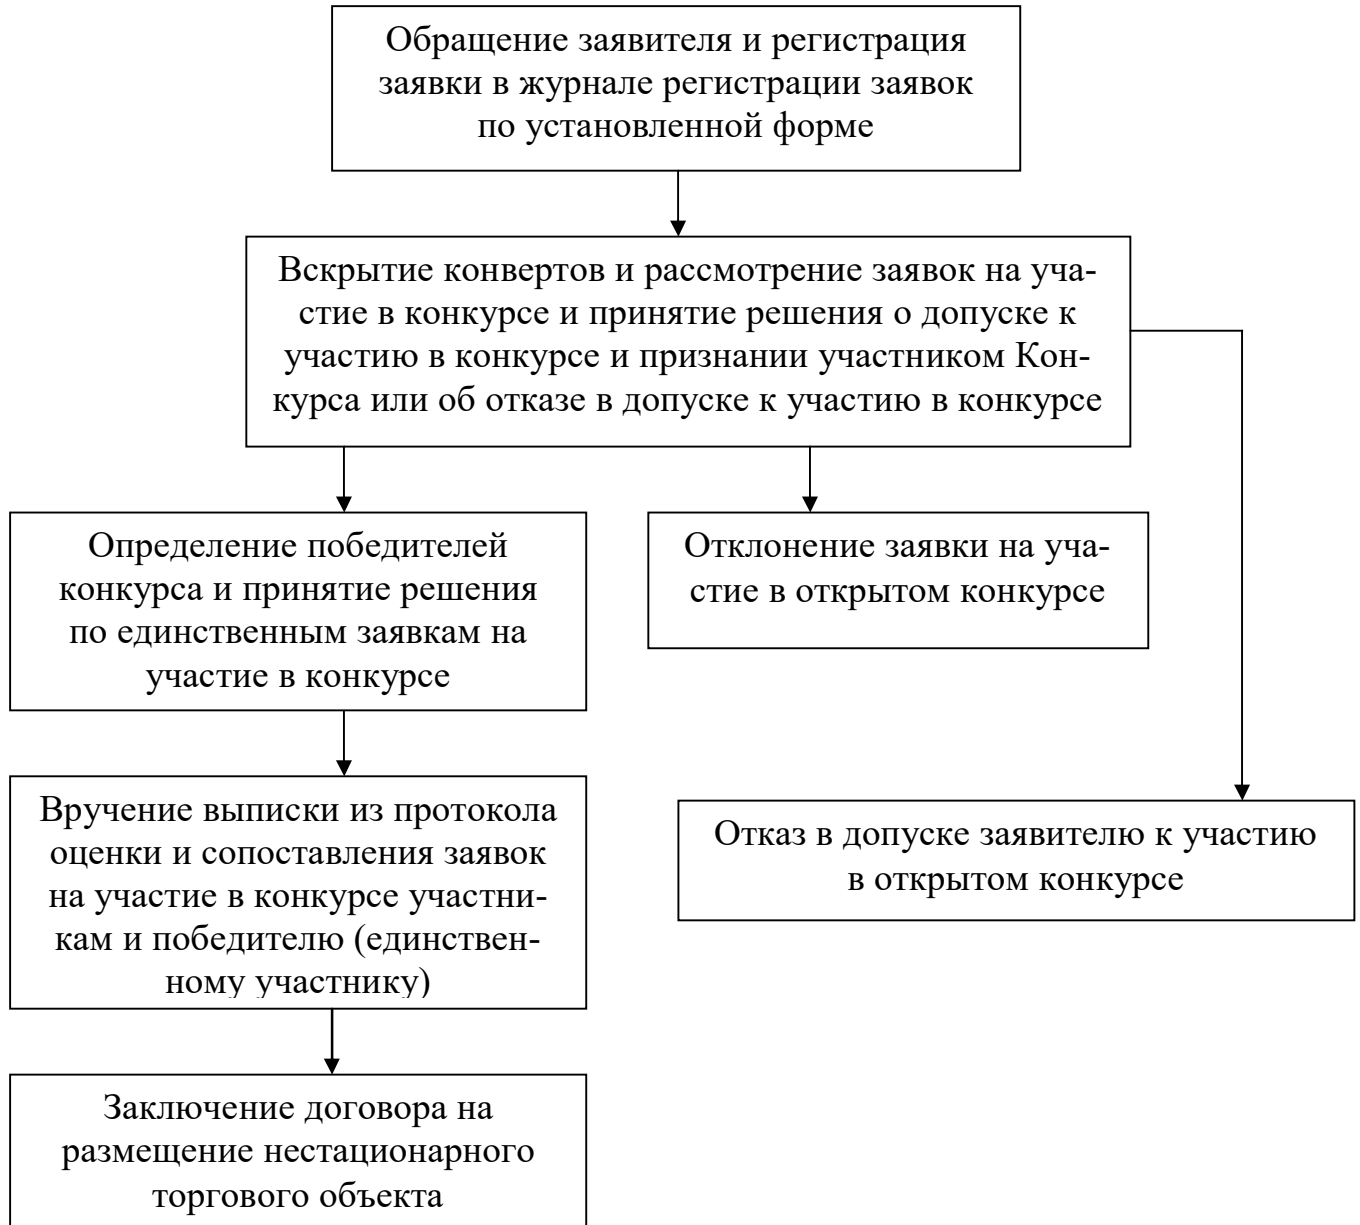 Обращение заявителя и регистрация
заявки в журнале регистрации заявок
по установленной форме
Вскрытие конвертов и рассмотрение заявок на уча-
стие в конкурсе и принятие решения о допуске к
участию в конкурсе и признании участником Кон-
курса или об отказе в допуске к участию в конкурсе
Определение победителей
конкурса и принятие решения
по единственным заявкам на
участие в конкурсе
Отклонение заявки на уча-
стие в открытом конкурсе
Вручение выписки из протокола
оценки и сопоставления заявок
на участие в конкурсе участни-
кам и победителю (единствен-
ному участнику)
Отказ в допуске заявителю к участию
в открытом конкурсе
Заключение договора на
размещение нестационарного
торгового объекта